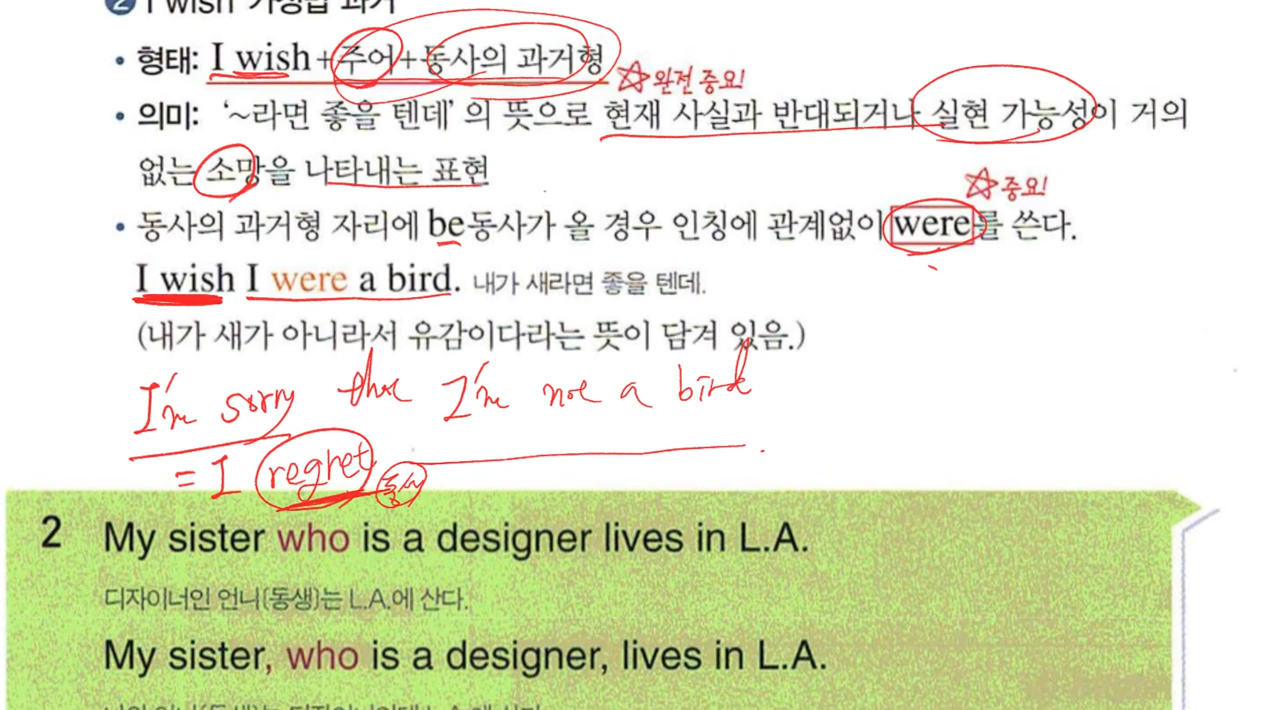 ② I wish 가정법 과거
• 형태: I wish+주어+동사의 과거형
☆완전 중요!
• 의미: '~라면 좋을 텐데' 의 뜻으로 현재 사실과 반대되거나 실현 가능성이 거의
없는 소망을 나타내는 표현
☆중요!
• 동사의 과거형 자리에 be동사가 올 경우 인칭에 관계없이 were를 쓴다.
I wish I were a bird. 내가 새라면 좋을 텐데.
(내가 새가 아니라서 유감이다라는 뜻이 담겨 있음.)
I'm sorry that I'm not a bird
= I regret 동사
2 My sister who is a designer lives in L.A.
디자이너인 언니(동생)는 L.A.에 산다.
My sister, who is a designer, lives in L.A.